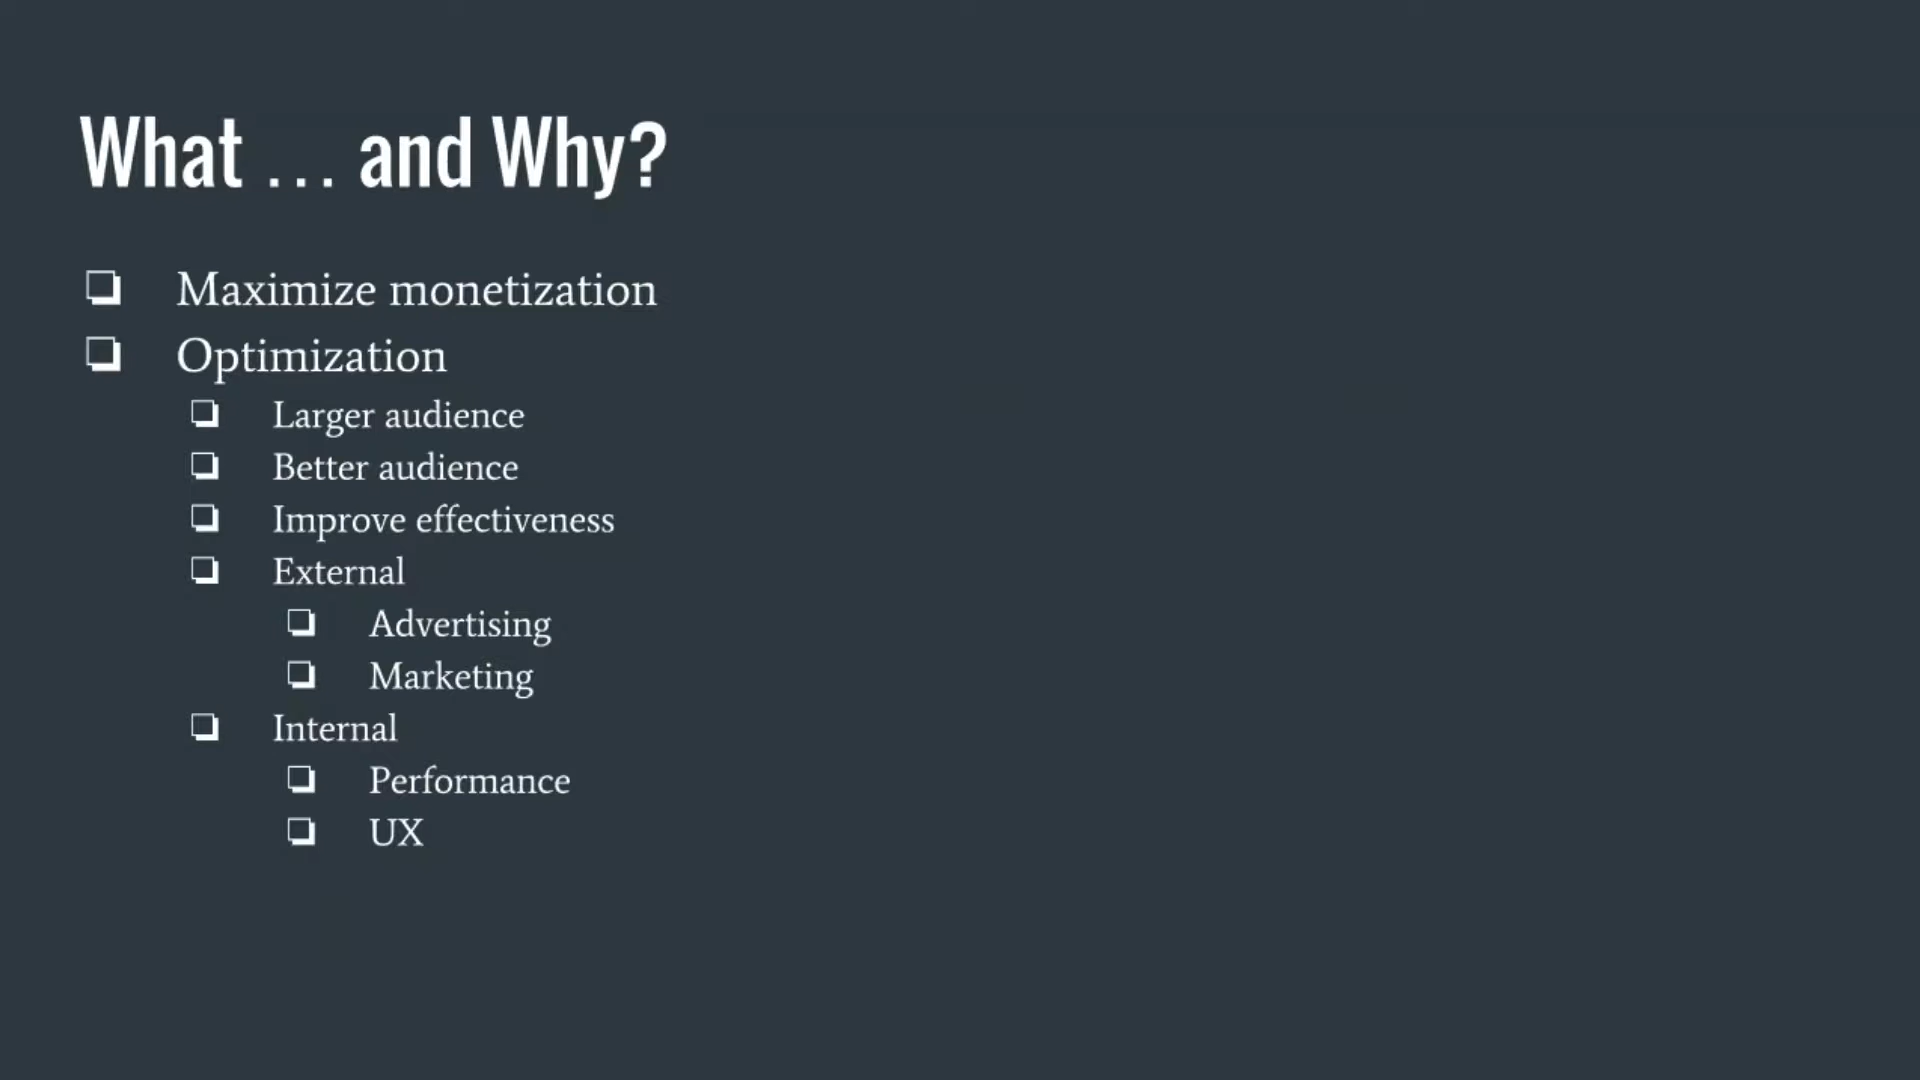 What … and Why?
Maximize monetization
Optimization
Larger audience
Better audience
Improve effectiveness
External
Advertising
Marketing
Internal
Performance
UX